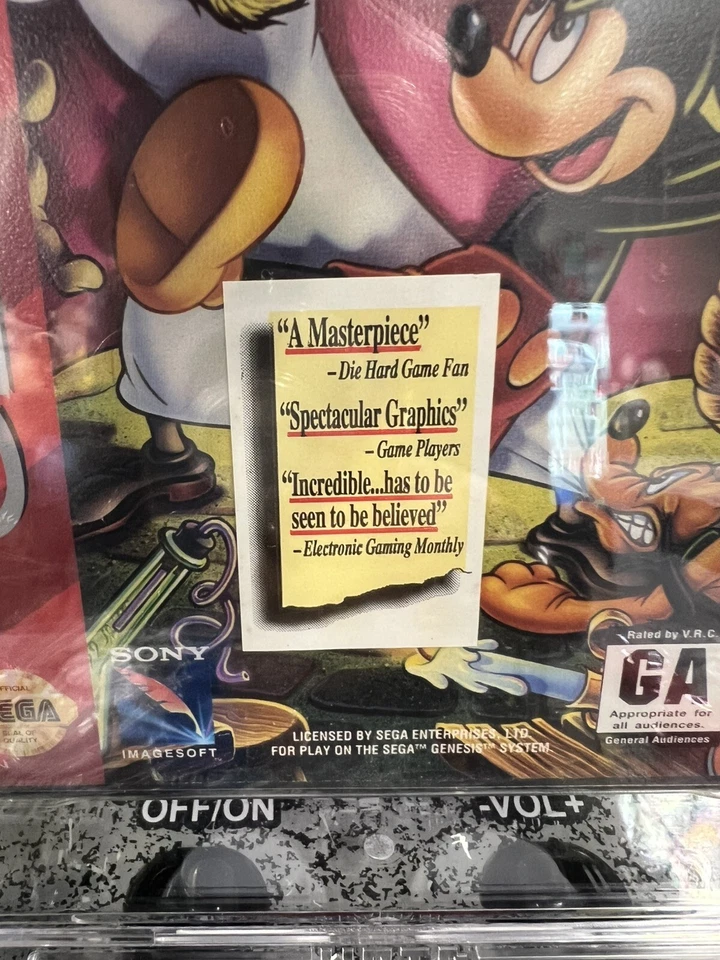 “A Masterpiece”
– Die Hard Game Fan
“Spectacular Graphics”
– Game Players
“Incredible...has to be
seen to be believed”
– Electronic Gaming Monthly
SONY
IMAGESOFT
LICENSED BY SEGA ENTERPRISES, LTD.
FOR PLAY ON THE SEGA™ GENESIS™ SYSTEM.
Rated by V.R.C.
GA
Appropriate for
all audiences.
General Audiences
OFF/ON
-VOL+